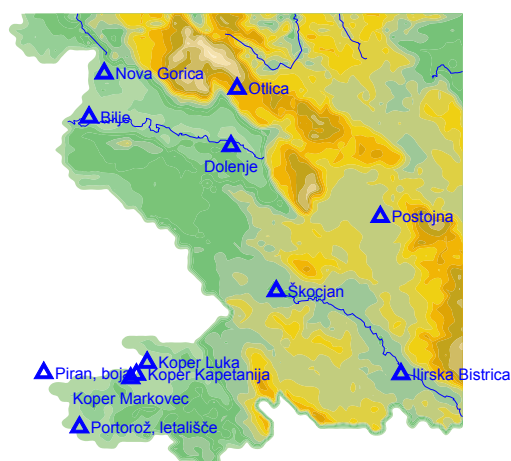 Nova Gorica
Otlica
Bilje
Dolenje
Postojna
Škocjan
Koper Luka
Piran, boja
Koper Kapetanija
Ilirska Bistrica
Koper Markovec
Portorož, letališče